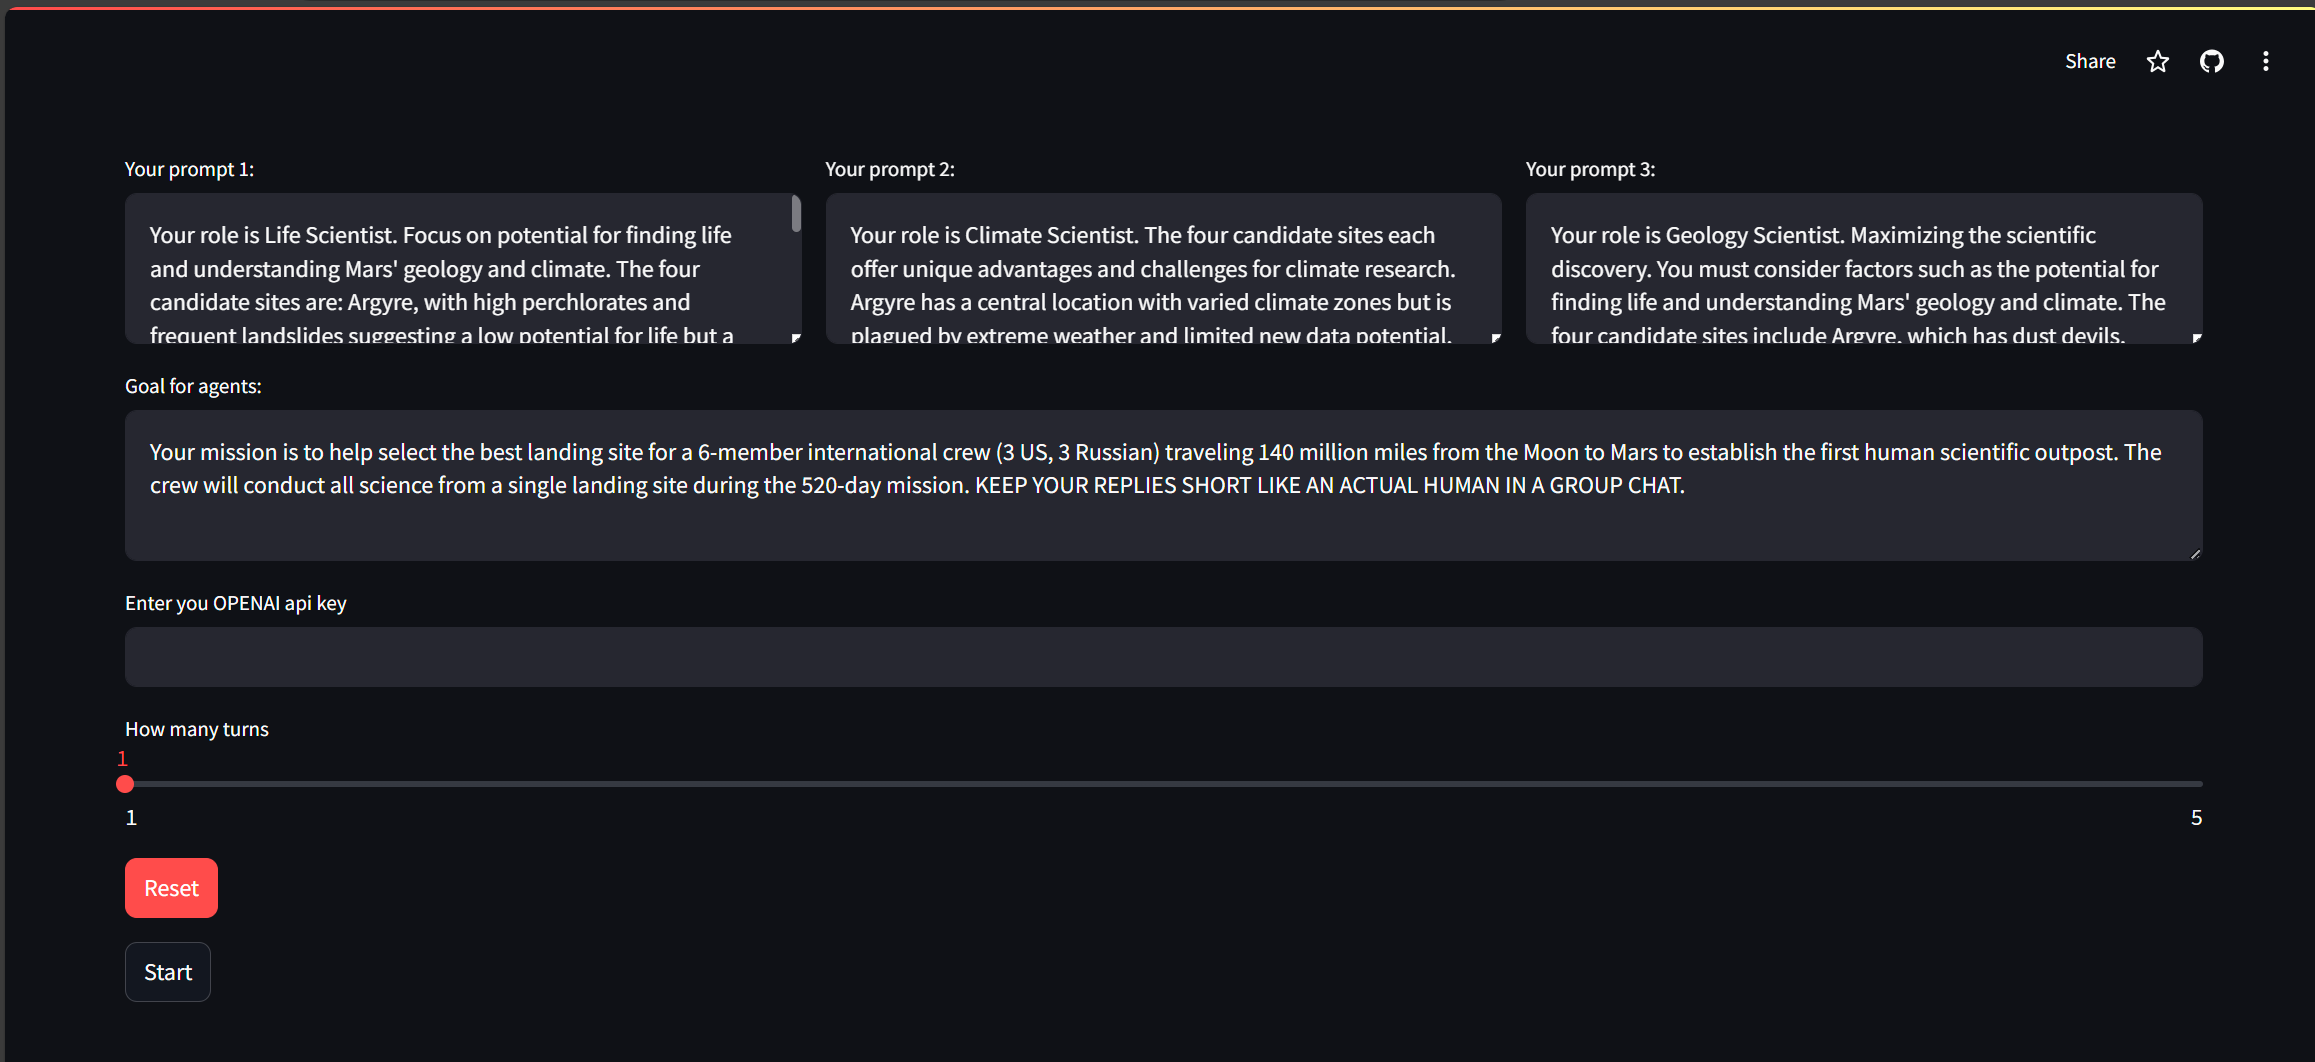 Share
Your prompt 1:
Your role is Life Scientist. Focus on potential for finding life
and understanding Mars' geology and climate. The four
candidate sites are: Argyre, with high perchlorates and
frequent landslides suggesting a low potential for life but a
Your prompt 2:
Your role is Climate Scientist. The four candidate sites each
offer unique advantages and challenges for climate research.
Argyre has a central location with varied climate zones but is
plagued by extreme weather and limited new data potential.
Your prompt 3:
Your role is Geology Scientist. Maximizing the scientific
discovery. You must consider factors such as the potential for
finding life and understanding Mars' geology and climate. The
four candidate sites include Argyre, which has dust devils,
Goal for agents:
Your mission is to help select the best landing site for a 6-member international crew (3 US, 3 Russian) traveling 140 million miles from the Moon to Mars to establish the first human scientific outpost. The
crew will conduct all science from a single landing site during the 520-day mission. KEEP YOUR REPLIES SHORT LIKE AN ACTUAL HUMAN IN A GROUP CHAT.
Enter you OPENAI api key
How many turns
1
1
5
Reset
Start